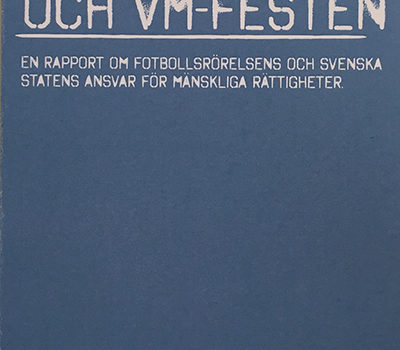 OCH VM-FESTEN
EN RAPPORT OM FOTBOLLSRÖRELSENS OCH SVENSKA
STATENS ANSVAR FÖR MÄNSKLIGA RÄTTIGHETER.